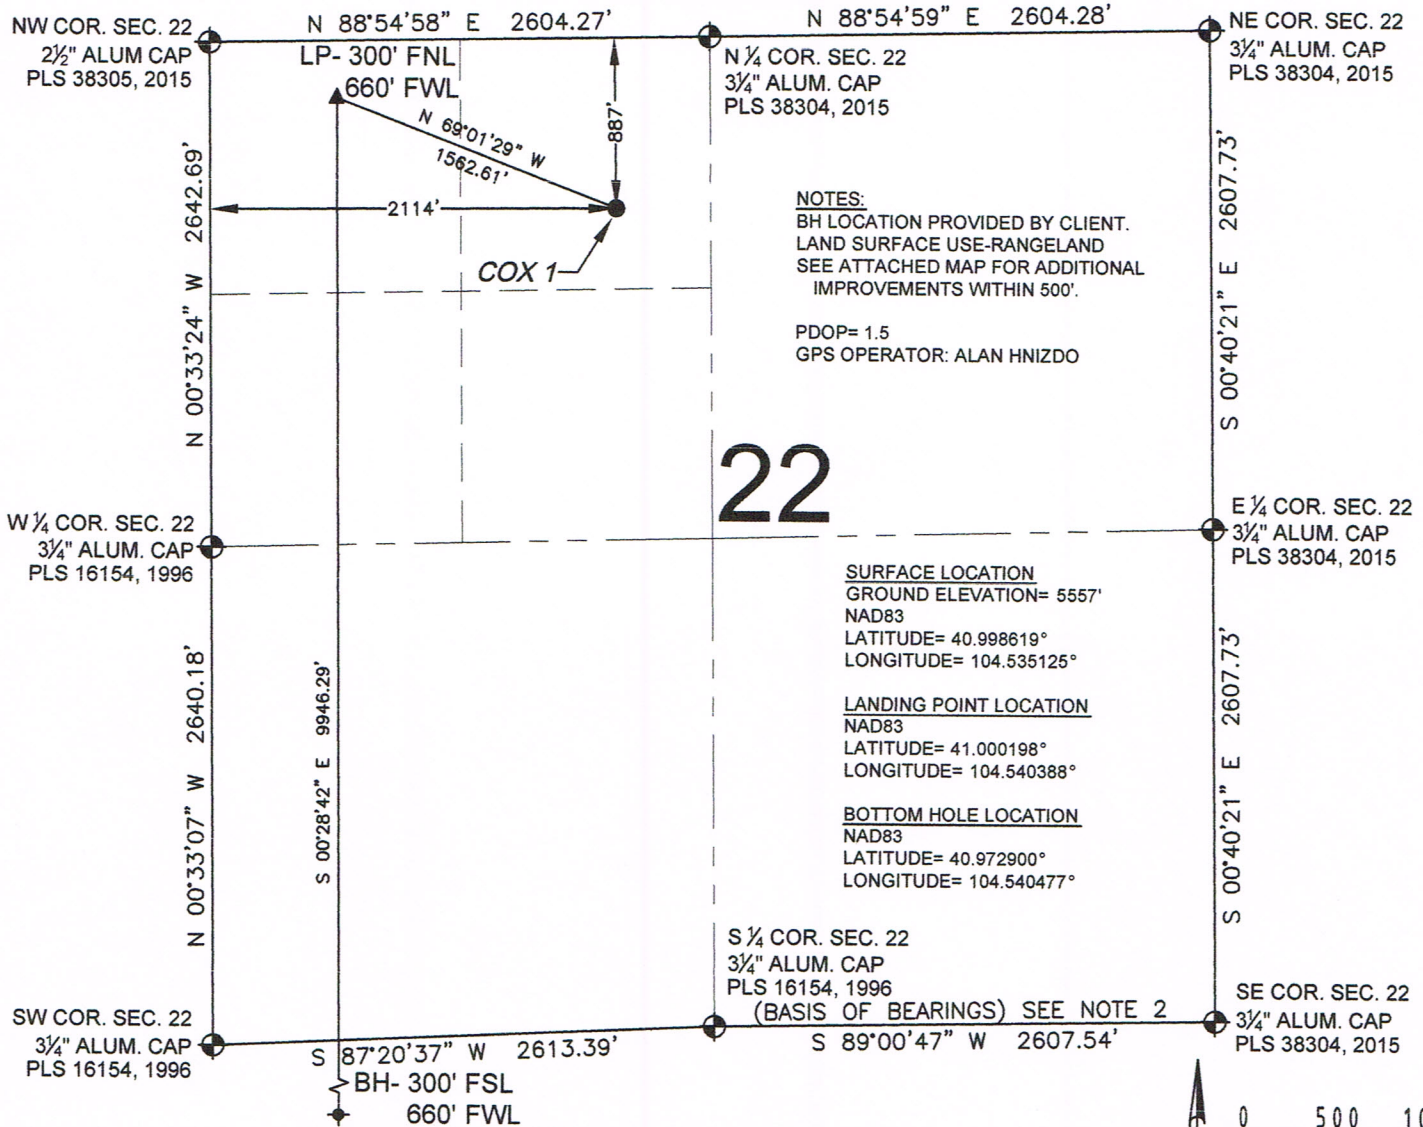 N 88°54'58" E 2604.27'
N 88°54'59" E 2604.28'
NW COR. SEC. 22
2½" ALUM CAP
PLS 38305, 2015
LP- 300' FNL
660' FWL
N ¼ COR. SEC. 22
3¼" ALUM. CAP
PLS 38304, 2015
NE COR. SEC. 22
3¼" ALUM. CAP
PLS 38304, 2015
N 69°01'29" W
1562.61'
887'
2114'
COX 1
N 00°33'24" W 2642.69'
NOTES:
BH LOCATION PROVIDED BY CLIENT.
LAND SURFACE USE-RANGELAND
SEE ATTACHED MAP FOR ADDITIONAL
IMPROVEMENTS WITHIN 500'.
PDOP= 1.5
GPS OPERATOR: ALAN HNIZDO
S 00°40'21" E 2607.73'
22
W ¼ COR. SEC. 22
3¼" ALUM. CAP
PLS 16154, 1996
E ¼ COR. SEC. 22
3¼" ALUM. CAP
PLS 38304, 2015
SURFACE LOCATION
GROUND ELEVATION= 5557'
NAD83
LATITUDE= 40.998619°
LONGITUDE= 104.535125°
LANDING POINT LOCATION
NAD83
LATITUDE= 41.000198°
LONGITUDE= 104.540388°
BOTTOM HOLE LOCATION
NAD83
LATITUDE= 40.972900°
LONGITUDE= 104.540477°
N 00°33'07" W 2640.18'
S 00°28'42" E 9946.29'
S 00°40'21" E 2607.73'
S ¼ COR. SEC. 22
3¼" ALUM. CAP
PLS 16154, 1996
(BASIS OF BEARINGS) SEE NOTE 2
S 89°00'47" W 2607.54'
SW COR. SEC. 22
3¼" ALUM. CAP
PLS 16154, 1996
S 87°20'37" W 2613.39'
SE COR. SEC. 22
3¼" ALUM. CAP
PLS 38304, 2015
BH- 300' FSL
660' FWL
0 500 10